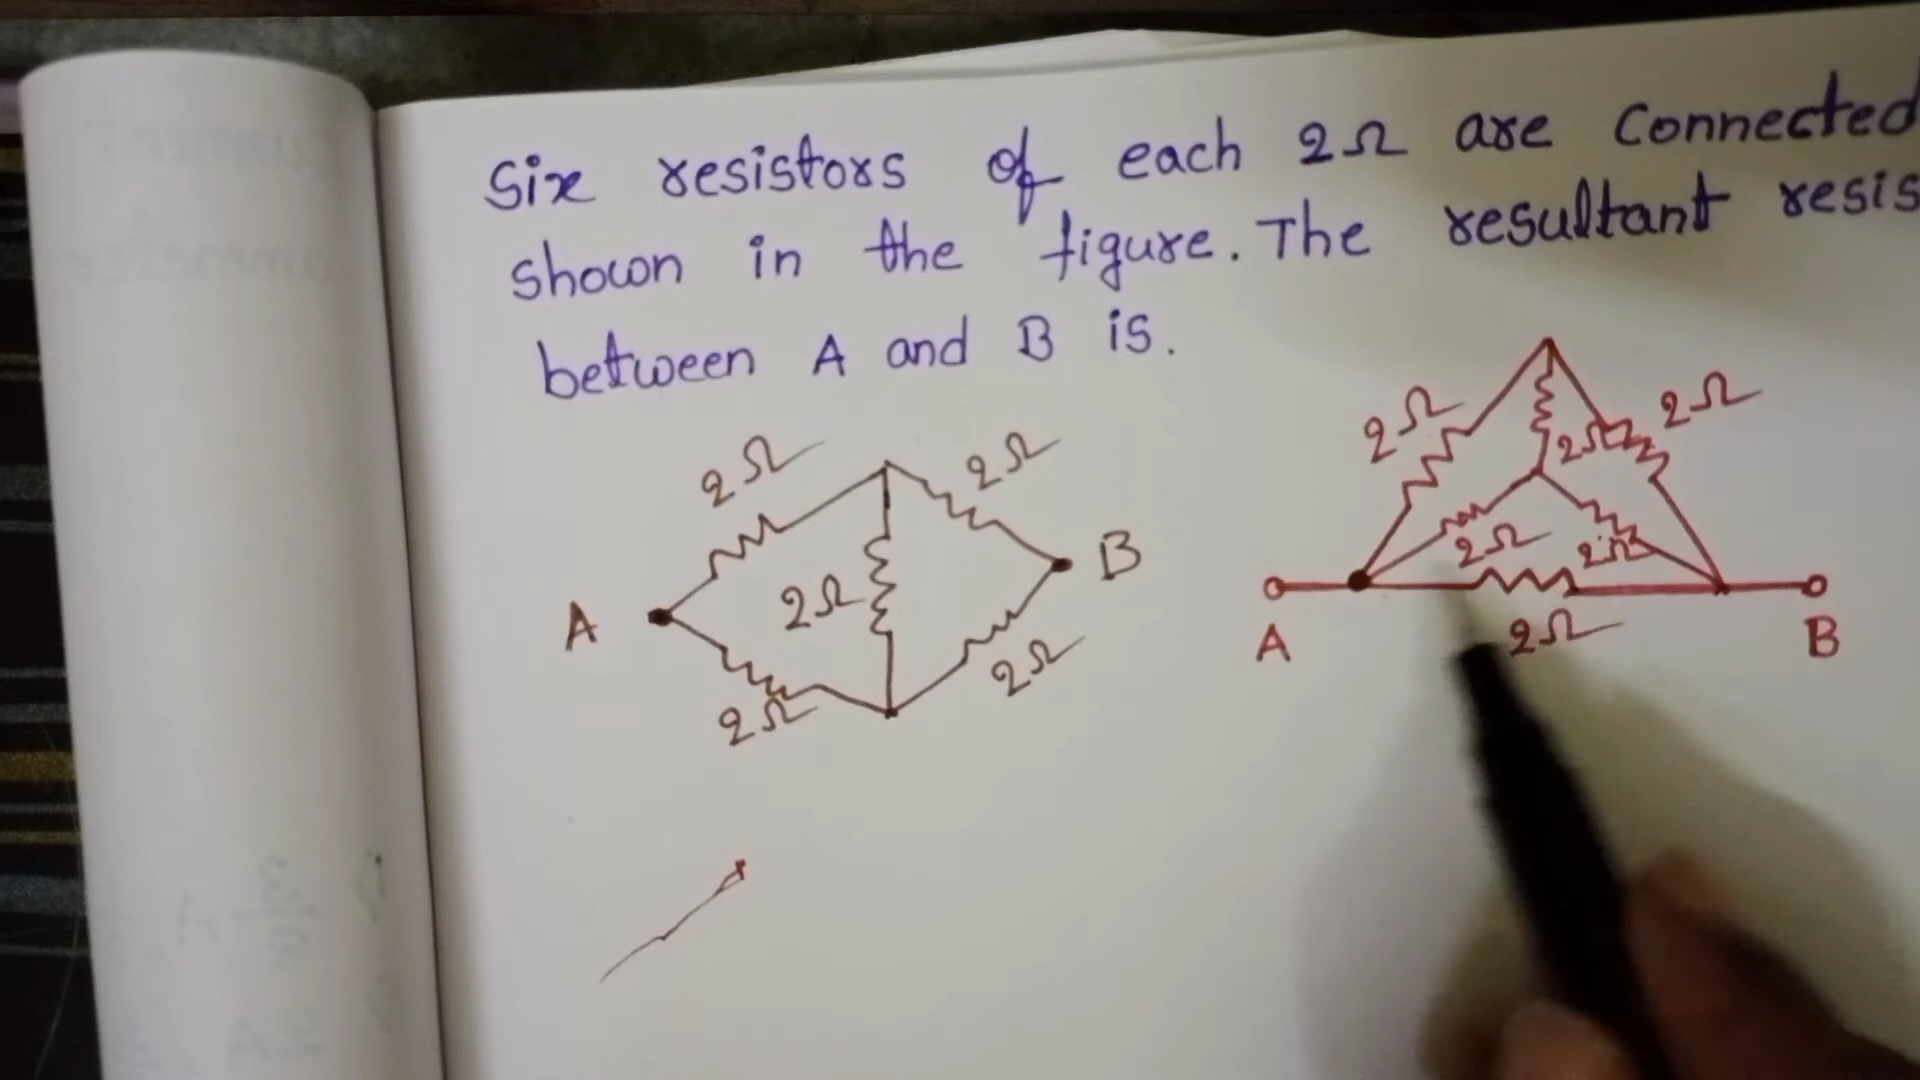 Six resistors of each 2Ω are connected
shown in the figure. The resultant resis
between A and B is.
2Ω 2Ω
A 2Ω B
2Ω 2Ω
2Ω 2Ω 2Ω
2Ω 2Ω
2Ω
A B